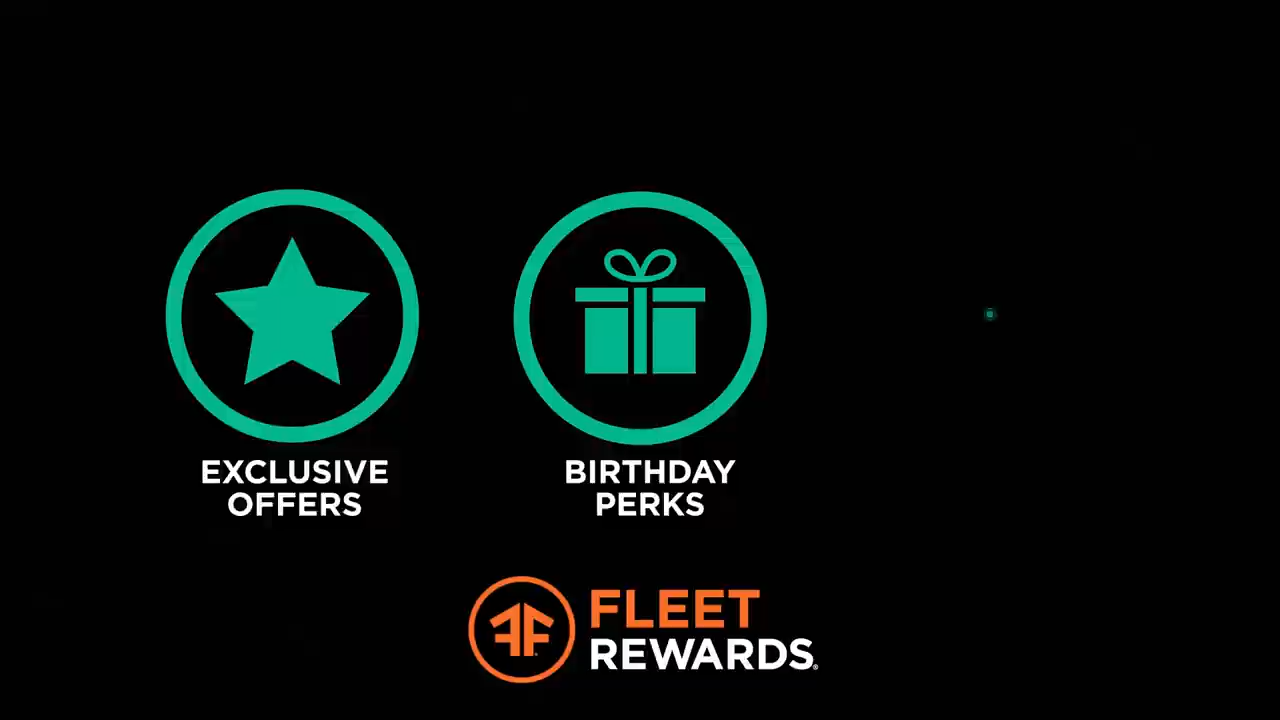 EXCLUSIVE
OFFERS
BIRTHDAY
PERKS
FLEET
REWARDS®